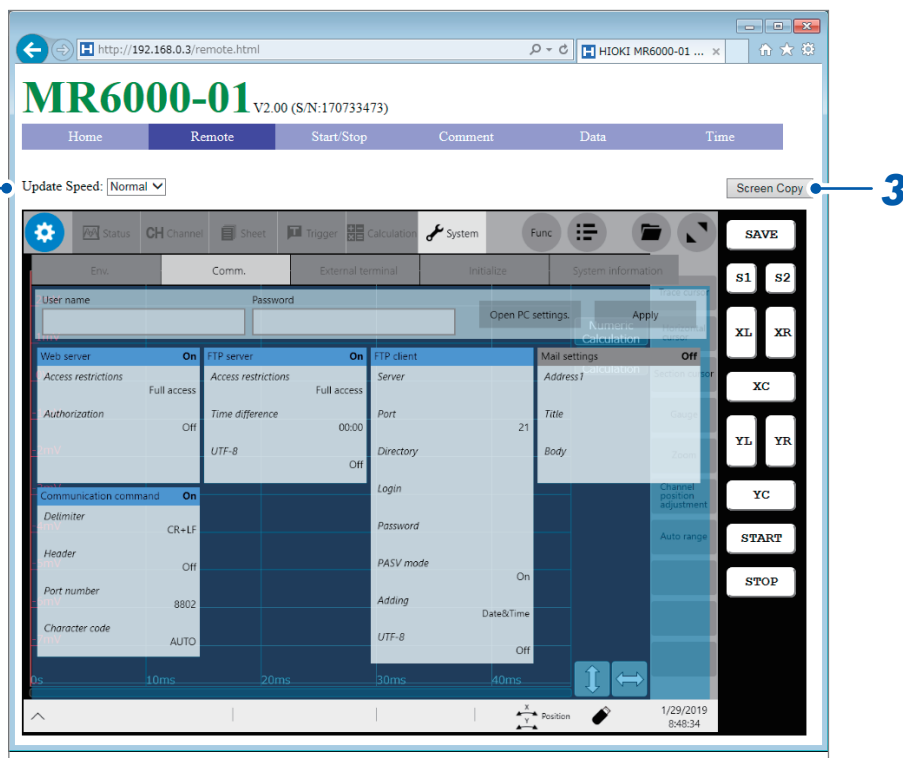 http://192.168.0.3/remote.html
HIOKI MR6000-01 ...
MR6000-01 V2.00 (S/N:170733473)
Home Remote Start/Stop Comment Data Time
Update Speed: Normal
Screen Copy
3
Status CH Channel Sheet Trigger Calculation System Func
SAVE
Env. Comm. External terminal Initialize System Information
S1 S2
Trace cursor
User name Password
Open PC settings. Apply
Numeric
Calculation
XL XR
Web server On FTP server On FTP client Mail settings Off
Calculation
Access restrictions Access restrictions Server Address1
Full access Full access
XC
Authorization Time difference Port Title
Gauge
Off 00:00 21
UTF-8 Directory Body
Zoom
YL YR
Off
Communication command On
Login
Channel
position
adjustment
YC
Delimiter
CR+LF
Password
Auto range
START
Header
Off
PASV mode
On
STOP
Port number
8802
Adding
Date&Time
Character code
AUTO
UTF-8
Off
0s 10ms 20ms 30ms 40ms
X
Y
Position
1/29/2019
8:48:34